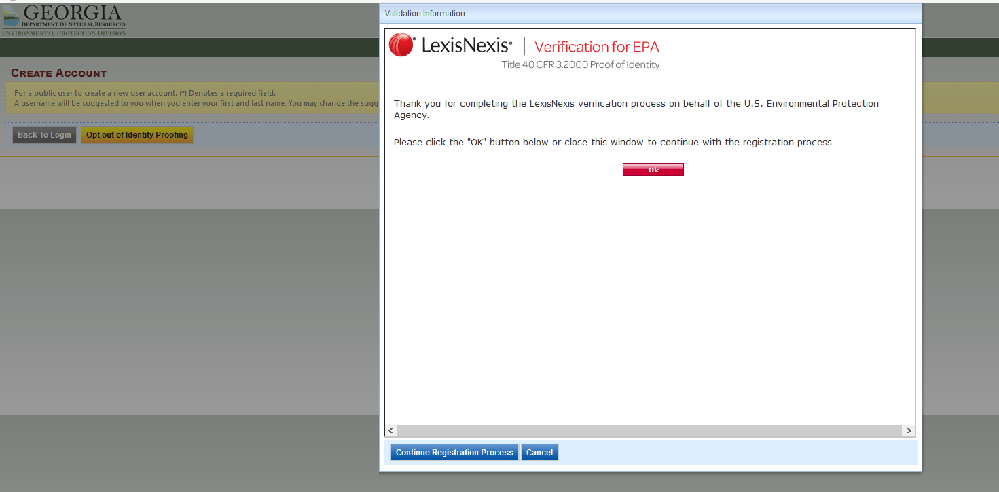 GEORGIA
DEPARTMENT OF NATURAL RESOURCES
ENVIRONMENTAL PROTECTION DIVISION
CREATE ACCOUNT
For a public user to create a new user account. (*) Denotes a required field.
A username will be suggested to you when you enter your first and last name. You may change the sugg
Back To Login
Opt out of Identity Proofing
Validation Information
LexisNexis® | Verification for EPA
Title 40 CFR 3.2000 Proof of Identity
Thank you for completing the LexisNexis verification process on behalf of the U.S. Environmental Protection
Agency.
Please click the "OK" button below or close this window to continue with the registration process
Ok
Continue Registration Process
Cancel